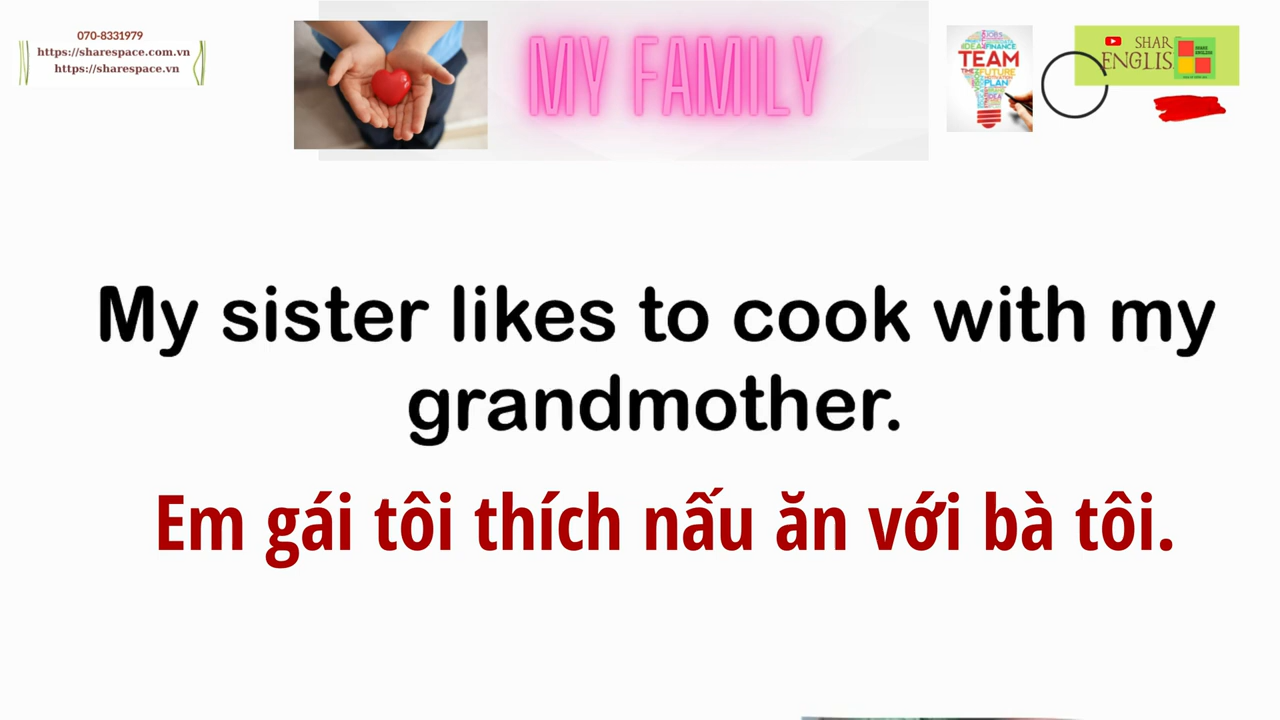 070-8331979
https://sharespace.com.vn
https://sharespace.vn
MY FAMILY
TEAM
PLAN
SHAR
ENGLIS
My sister likes to cook with my
grandmother.
Em gái tôi thích nấu ăn với bà tôi.